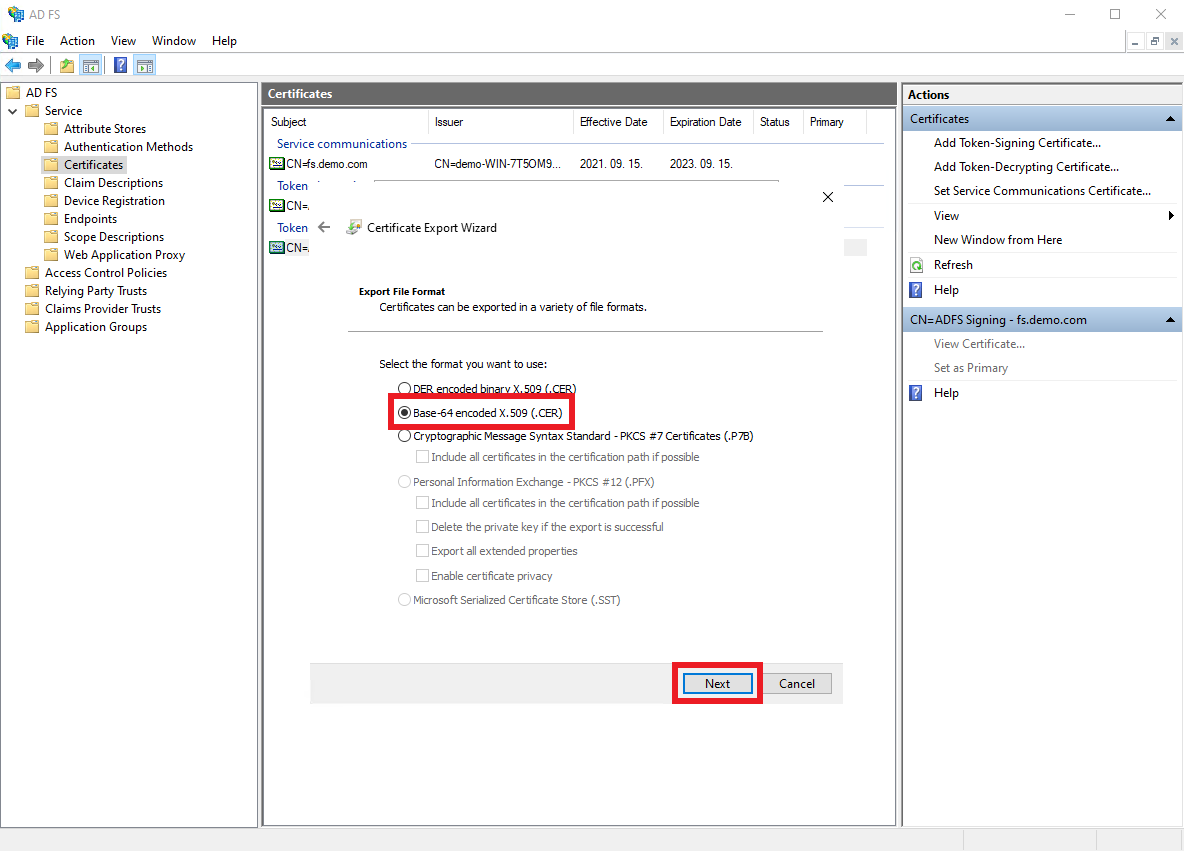 AD FS
File Action View Window Help
AD FS
Service
Attribute Stores
Authentication Methods
Certificates
Claim Descriptions
Device Registration
Endpoints
Scope Descriptions
Web Application Proxy
Access Control Policies
Relying Party Trusts
Claims Provider Trusts
Application Groups
Certificates
Subject Issuer Effective Date Expiration Date Status Primary
Service communications
CN=fs.demo.com CN=demo-WIN-7T5OM9... 2021. 09. 15. 2023. 09. 15.
Token
CN=
Token
CN=
Certificate Export Wizard
Export File Format
Certificates can be exported in a variety of file formats.
Select the format you want to use:
DER encoded binary X.509 (.CER)
Base-64 encoded X.509 (.CER)
Cryptographic Message Syntax Standard - PKCS #7 Certificates (.P7B)
Include all certificates in the certification path if possible
Personal Information Exchange - PKCS #12 (.PFX)
Include all certificates in the certification path if possible
Delete the private key if the export is successful
Export all extended properties
Enable certificate privacy
Microsoft Serialized Certificate Store (.SST)
Next Cancel
Actions
Certificates
Add Token-Signing Certificate...
Add Token-Decrypting Certificate...
Set Service Communications Certificate...
View
New Window from Here
Refresh
Help
CN=ADFS Signing - fs.demo.com
View Certificate...
Set as Primary
Help